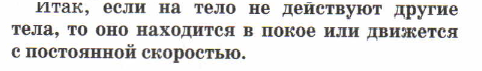 Итак, если на тело не действуют другие
тела, то оно находится в покое или движется
с постоянной скоростью.